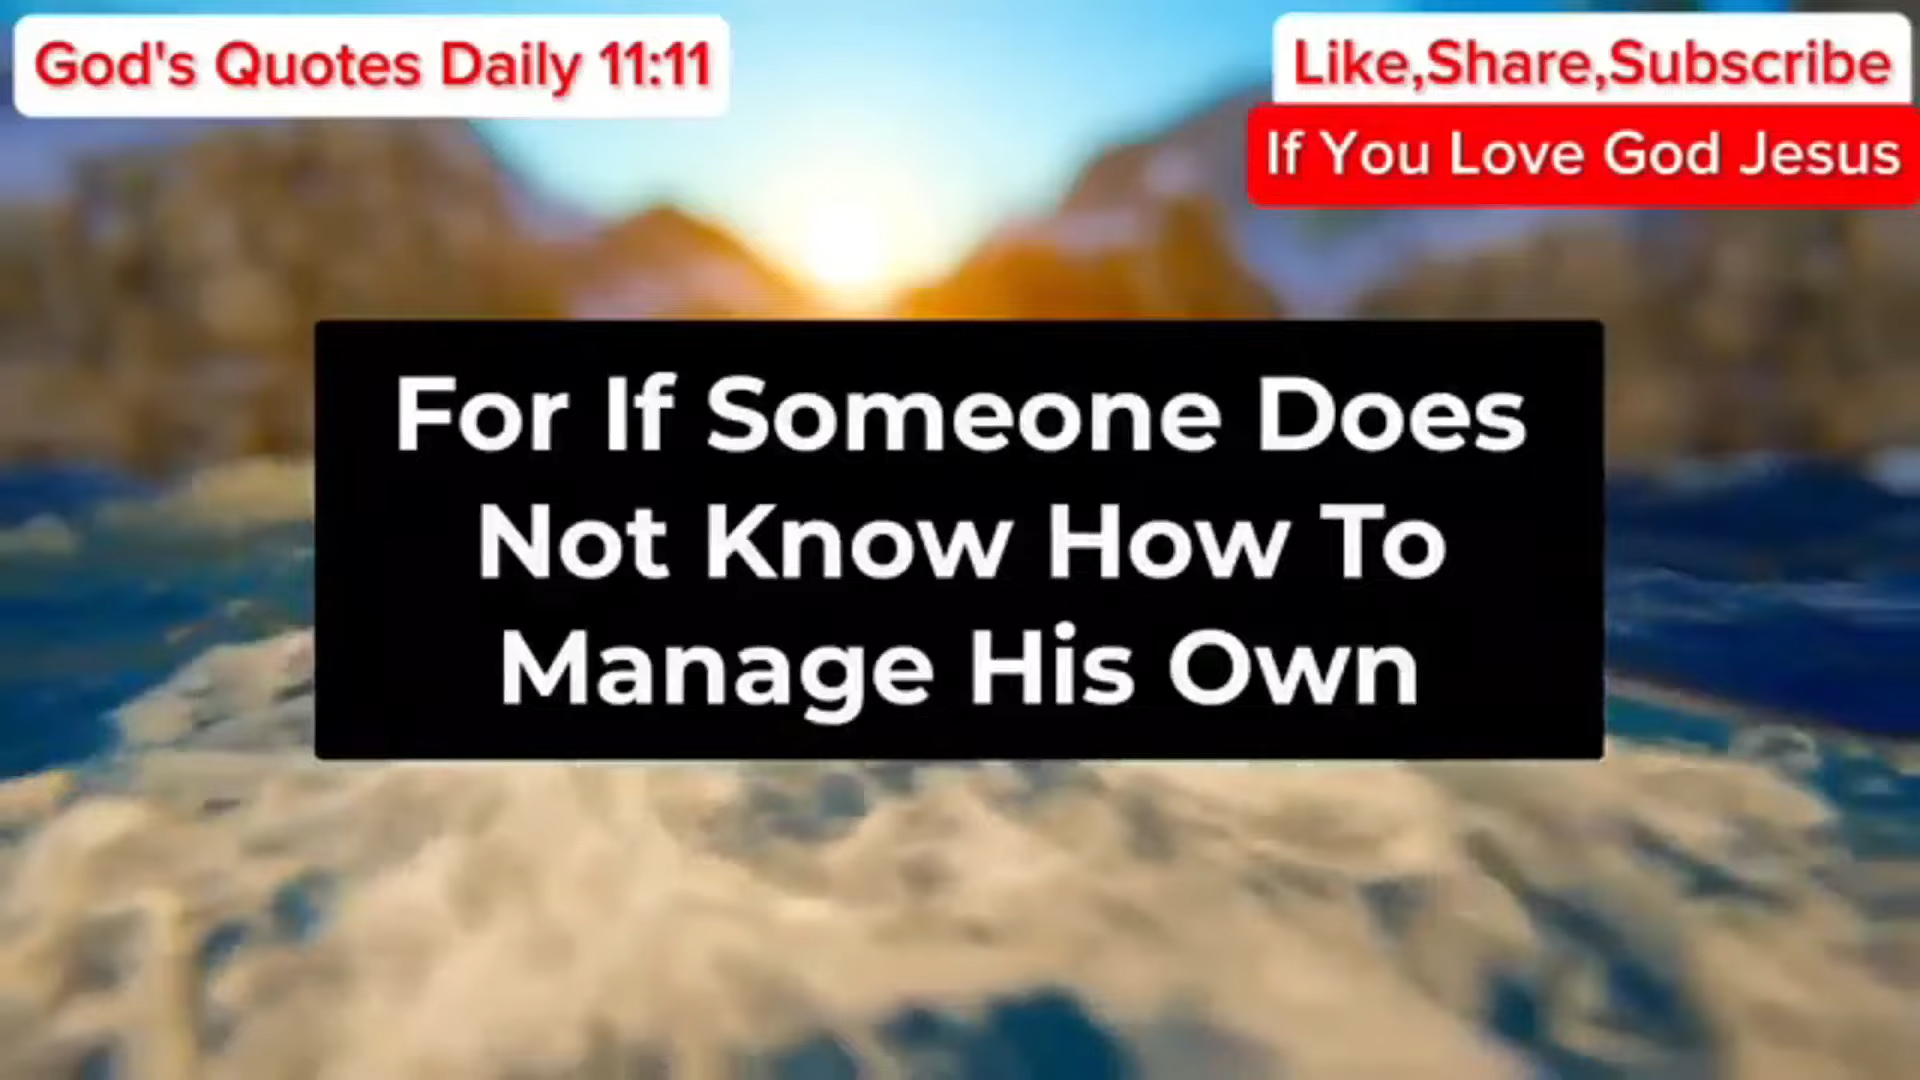 God's Quotes Daily 11:11
Like,Share,Subscribe
If You Love God Jesus
For If Someone Does
Not Know How To
Manage His Own